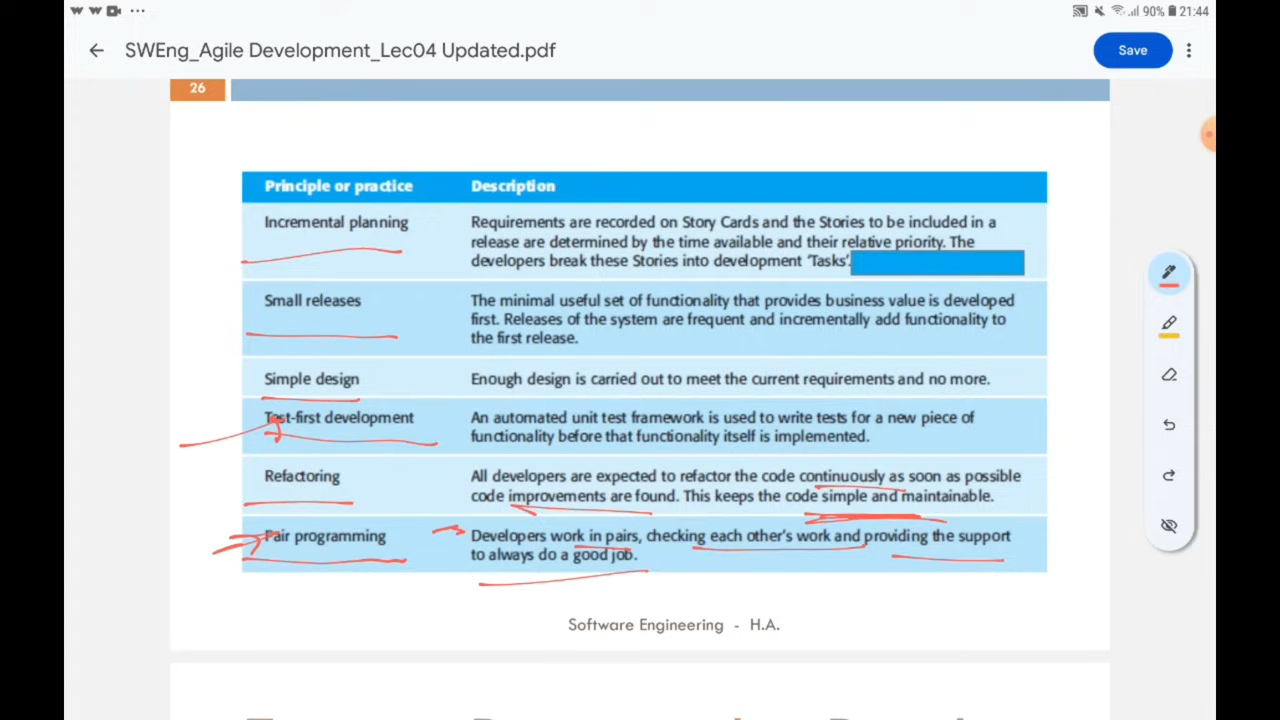 90% 21:44
SWEng_Agile Development_Lec04 Updated.pdf
Save
26
Principle or practice
Description
Incremental planning
Requirements are recorded on Story Cards and the Stories to be included in a
release are determined by the time available and their relative priority. The
developers break these Stories into development ‘Tasks’.
Small releases
The minimal useful set of functionality that provides business value is developed
first. Releases of the system are frequent and incrementally add functionality to
the first release.
Simple design
Enough design is carried out to meet the current requirements and no more.
Test-first development
An automated unit test framework is used to write tests for a new piece of
functionality before that functionality itself is implemented.
Refactoring
All developers are expected to refactor the code continuously as soon as possible
code improvements are found. This keeps the code simple and maintainable.
Pair programming
Developers work in pairs, checking each other’s work and providing the support
to always do a good job.
Software Engineering - H.A.